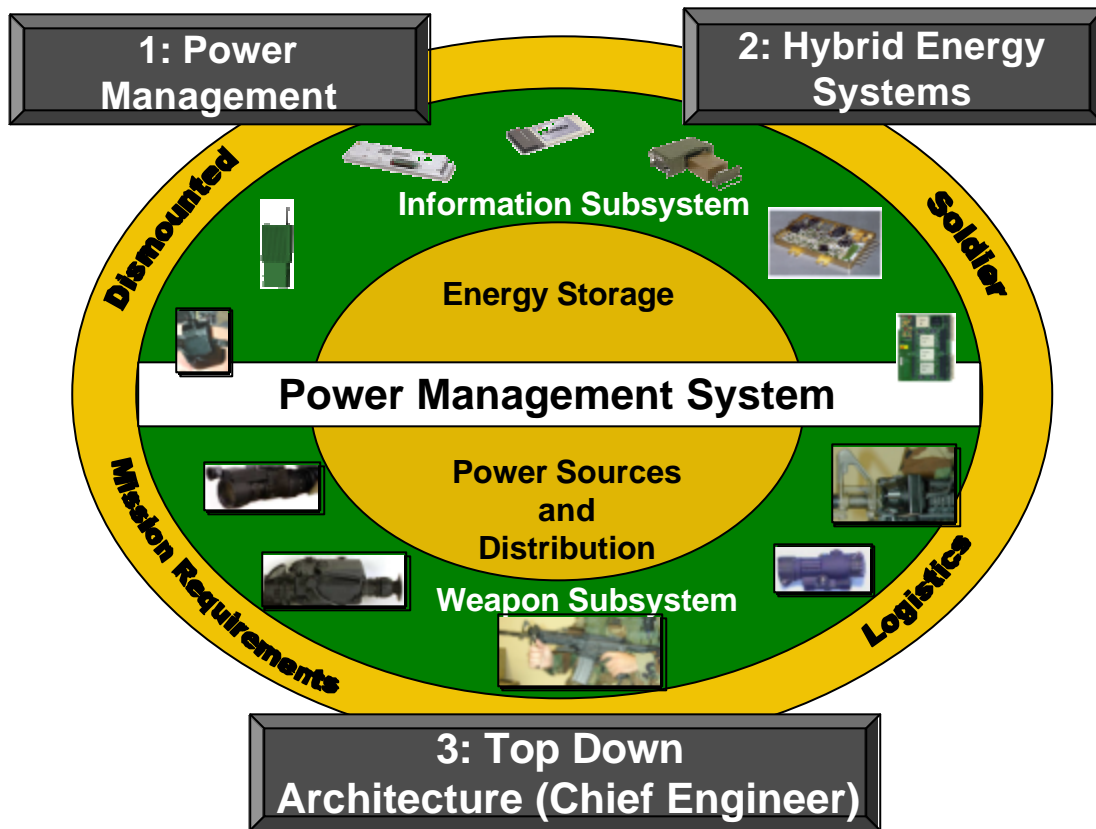 1: Power
Management
2: Hybrid Energy
Systems
Dismounted
Soldier
Information Subsystem
Energy Storage
Power Management System
Power Sources
and
Distribution
Weapon Subsystem
Mission Requirements
Logistics
3: Top Down
Architecture (Chief Engineer)